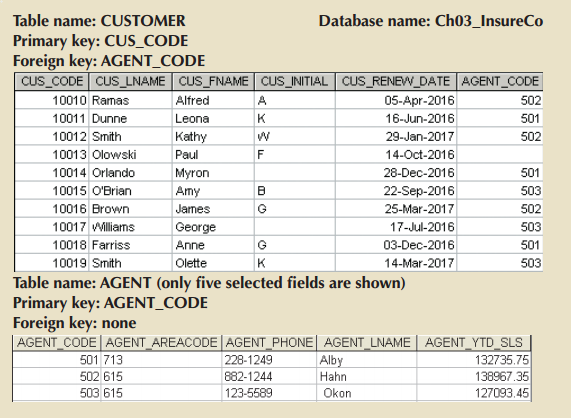 Table name: CUSTOMER Database name: Ch03_InsureCo
Primary key: CUS_CODE
Foreign key: AGENT_CODE
CUS_CODE CUS_LNAME CUS_FNAME CUS_INITIAL CUS_RENEW_DATE AGENT_CODE
10010 Ramas Alfred A 05-Apr-2016 502
10011 Dunne Leona K 16-Jun-2016 501
10012 Smith Kathy W 29-Jan-2017 502
10013 Olowski Paul F 14-Oct-2016
10014 Orlando Myron 28-Dec-2016 501
10015 O'Brian Amy B 22-Sep-2016 503
10016 Brown James G 25-Mar-2017 502
10017 Williams George 17-Jul-2016 503
10018 Farriss Anne G 03-Dec-2016 501
10019 Smith Olette K 14-Mar-2017 503
Table name: AGENT (only five selected fields are shown)
Primary key: AGENT_CODE
Foreign key: none
AGENT_CODE AGENT_AREACODE AGENT_PHONE AGENT_LNAME AGENT_YTD_SLS
501 713 228-1249 Alby 132735.75
502 615 882-1244 Hahn 138967.35
503 615 123-5589 Okon 127093.45